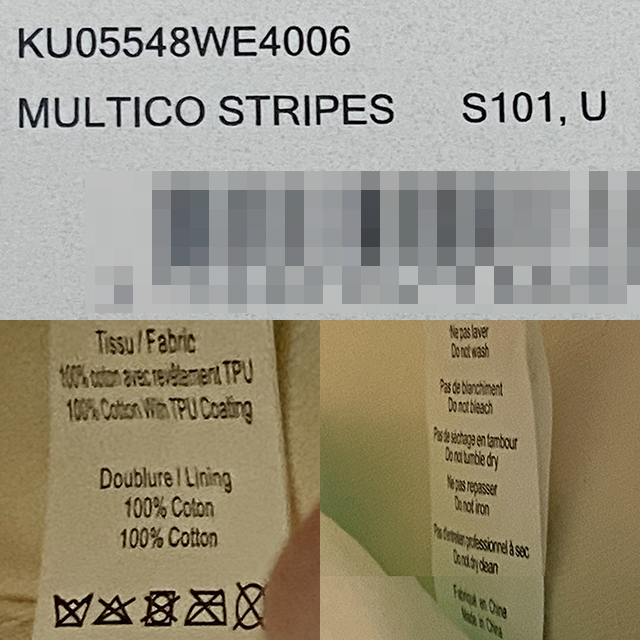 KU05548WE4006
MULTICO STRIPES S101, U
Tissu / Fabric
100% coton avec revêtement TPU
100% Cotton With TPU Coating
Doublure / Lining
100% Coton
100% Cotton
Ne pas laver
Do not wash
Pas de blanchiment
Do not bleach
Pas de séchage en tambour
Do not tumble dry
Ne pas repasser
Do not iron
Pas d'entretien professionnel à sec
Do not dry clean
Fabriqué en Chine
Made in China